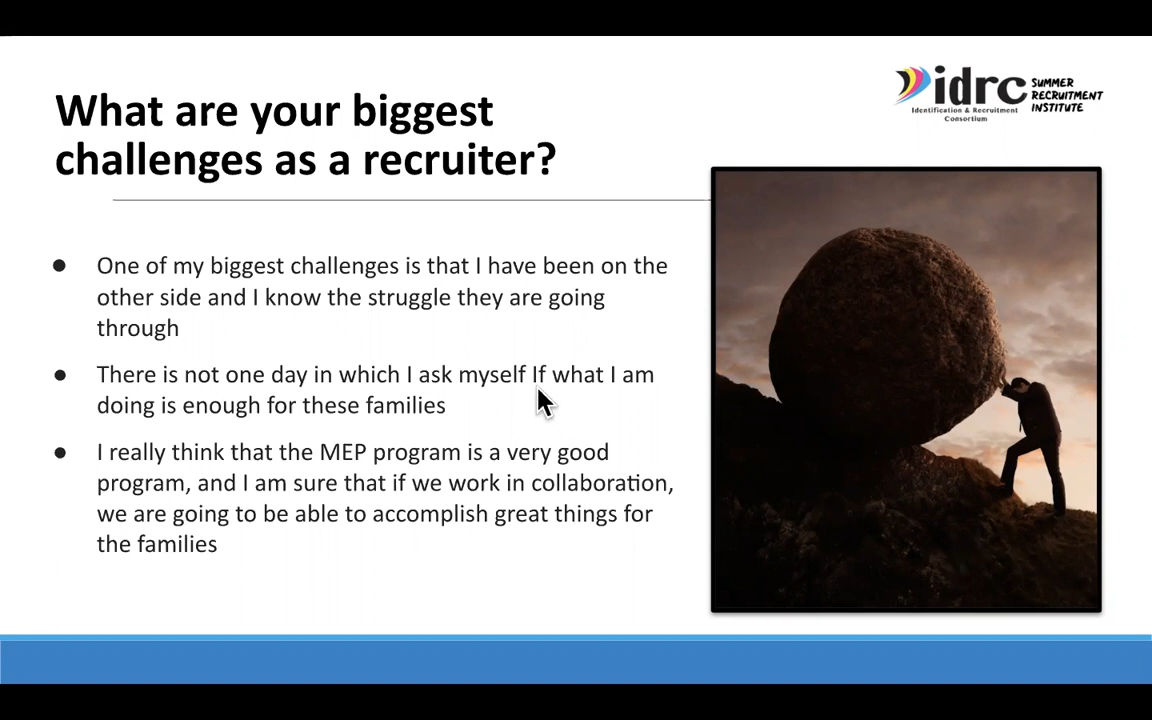 What are your biggest
challenges as a recruiter?
idrc
Identification & Recruitment
Consortium
SUMMER
RECRUITMENT
INSTITUTE
● One of my biggest challenges is that I have been on the
other side and I know the struggle they are going
through
● There is not one day in which I ask myself If what I am
doing is enough for these families
● I really think that the MEP program is a very good
program, and I am sure that if we work in collaboration,
we are going to be able to accomplish great things for
the families